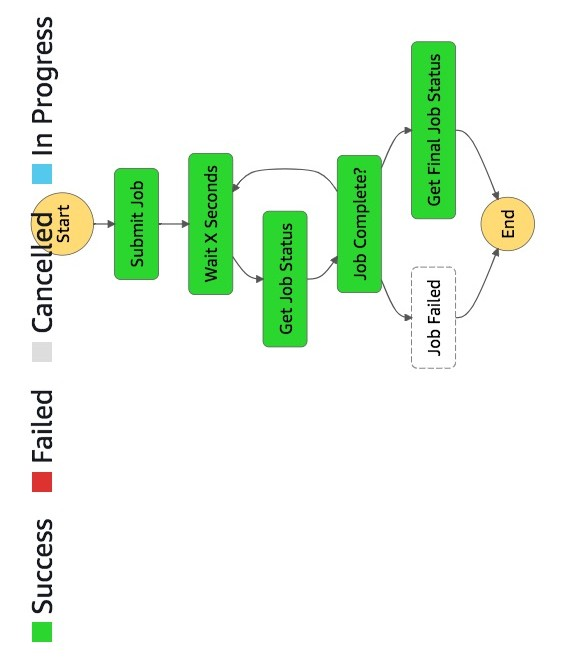 Success
Failed
Cancelled
In Progress
Start
Submit Job
Wait X Seconds
Get Job Status
Job Complete?
Job Failed
Get Final Job Status
End